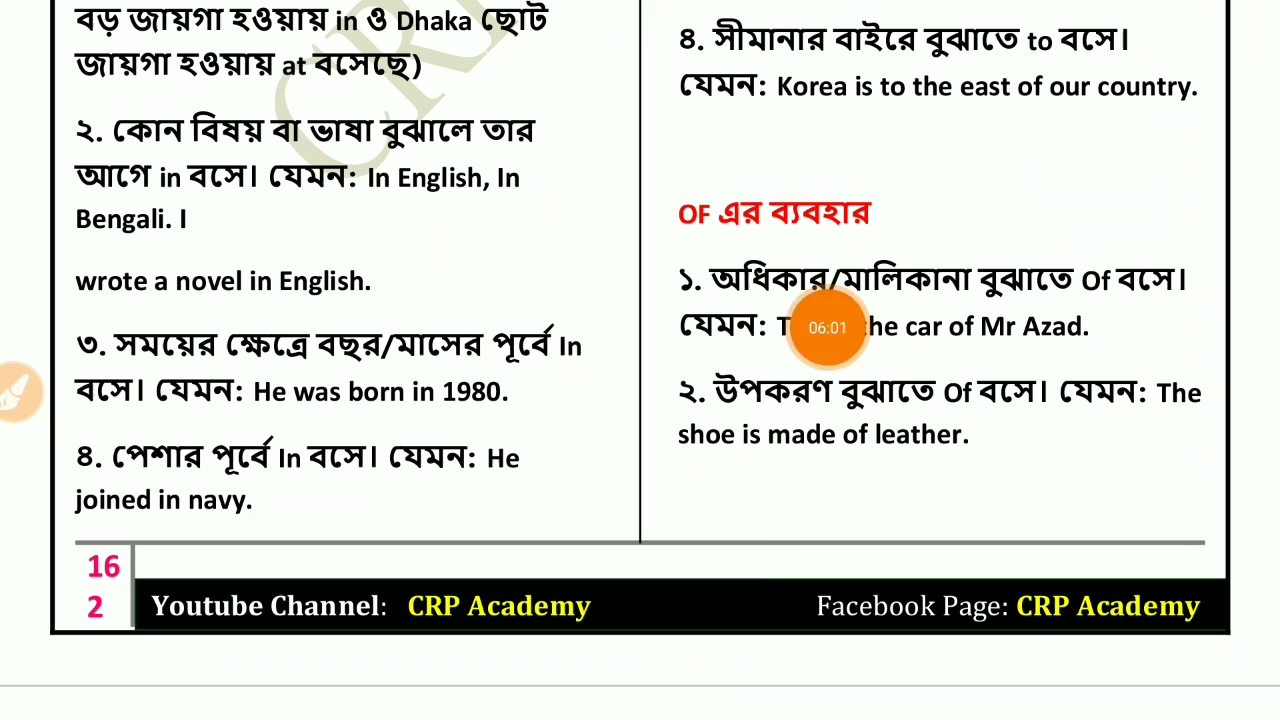 বড় জায়গা হওয়ায় in ও Dhaka ছোট
জায়গা হওয়ায় at বসেছে)
২. কোন বিষয় বা ভাষা বুঝালে তার
আগে in বসে। যেমন: In English, In
Bengali. I
wrote a novel in English.
৩. সময়ের ক্ষেত্রে বছর/মাসের পূর্বে In
বসে। যেমন: He was born in 1980.
৪. পেশার পূর্বে In বসে। যেমন: He
joined in navy.
৪. সীমানার বাইরে বুঝাতে to বসে।
যেমন: Korea is to the east of our country.
OF এর ব্যবহার
১. অধিকার/মালিকানা বুঝাতে Of বসে।
যেমন: the car of Mr Azad.
06:01
২. উপকরণ বুঝাতে Of বসে। যেমন: The
shoe is made of leather.
16
2
Youtube Channel: CRP Academy
Facebook Page: CRP Academy